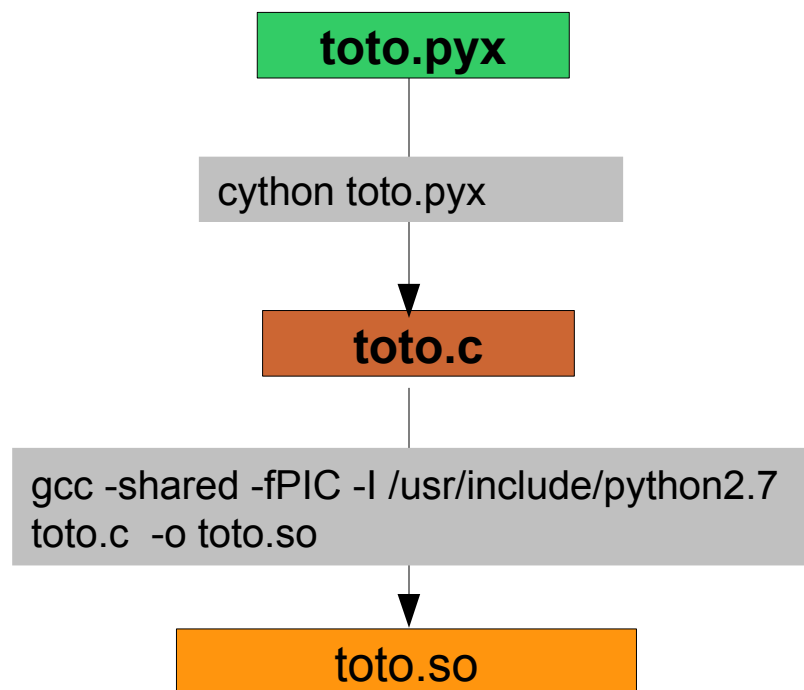 toto.pyx
cython toto.pyx
toto.c
gcc -shared -fPIC -I /usr/include/python2.7
toto.c  -o toto.so
toto.so